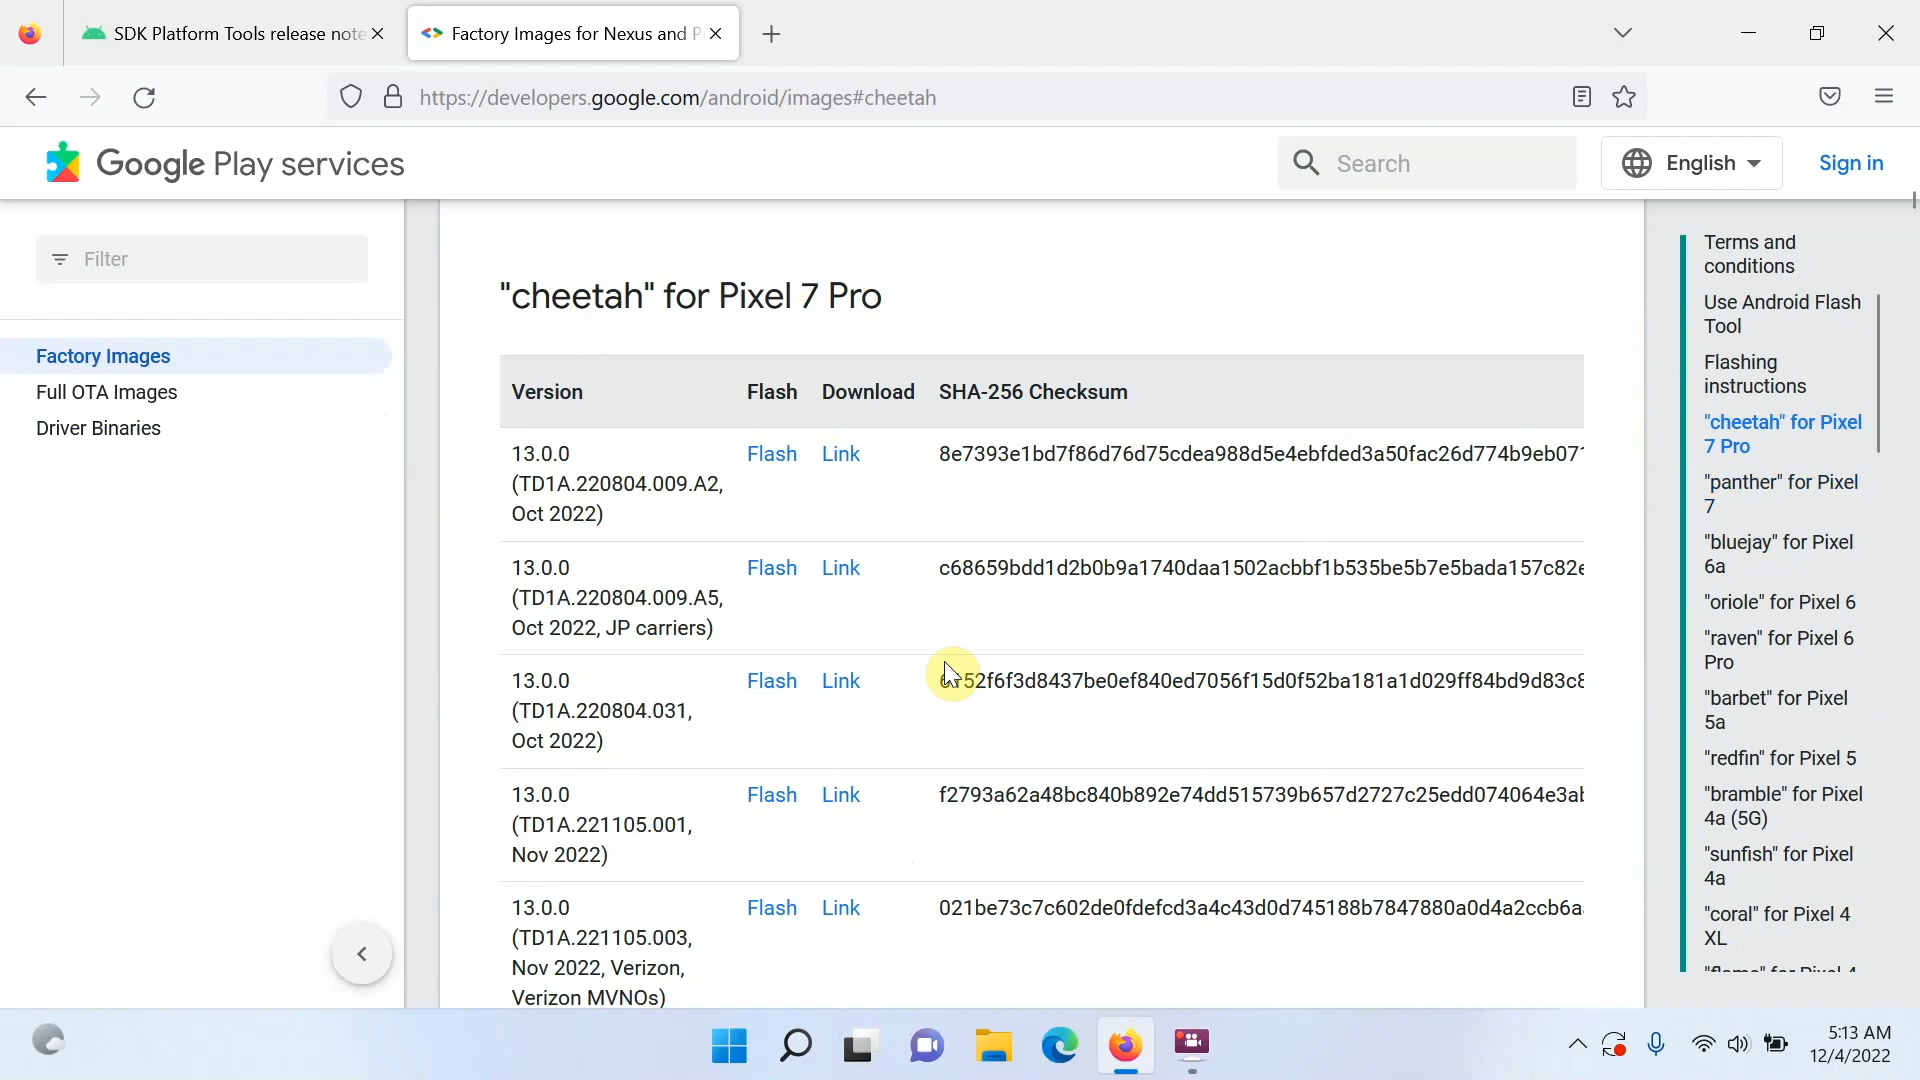 SDK Platform Tools release note
Factory Images for Nexus and P
https://developers.google.com/android/images#cheetah
Google Play services
Search
English
Sign in
Filter
Factory Images
Full OTA Images
Driver Binaries
"cheetah" for Pixel 7 Pro
Version Flash Download SHA-256 Checksum
13.0.0 Flash Link 8e7393e1bd7f86d76d75cdea988d5e4ebfded3a50fac26d774b9eb071
(TD1A.220804.009.A2,
Oct 2022)
13.0.0 Flash Link c68659bdd1d2b0b9a1740daa1502acbbf1b535be5b7e5bada157c82e
(TD1A.220804.009.A5,
Oct 2022, JP carriers)
13.0.0 Flash Link
(TD1A.220804.031,
Oct 2022)
13.0.0 Flash Link f2793a62a48bc840b892e74dd515739b657d2727c25edd074064e3ab
(TD1A.221105.001,
Nov 2022)
13.0.0 Flash Link 021be73c7c602de0fdefcd3a4c43d0d745188b7847880a0d4a2ccb6a
(TD1A.221105.003,
Nov 2022, Verizon,
Verizon MVNOs)
Terms and
conditions
Use Android Flash
Tool
Flashing
instructions
"cheetah" for Pixel
7 Pro
"panther" for Pixel
7
"bluejay" for Pixel
6a
"oriole" for Pixel 6
"raven" for Pixel 6
Pro
"barbet" for Pixel
5a
"redfin" for Pixel 5
"bramble" for Pixel
4a (5G)
"sunfish" for Pixel
4a
"coral" for Pixel 4
XL
"flame" for Pixel 4
5:13 AM
12/4/2022